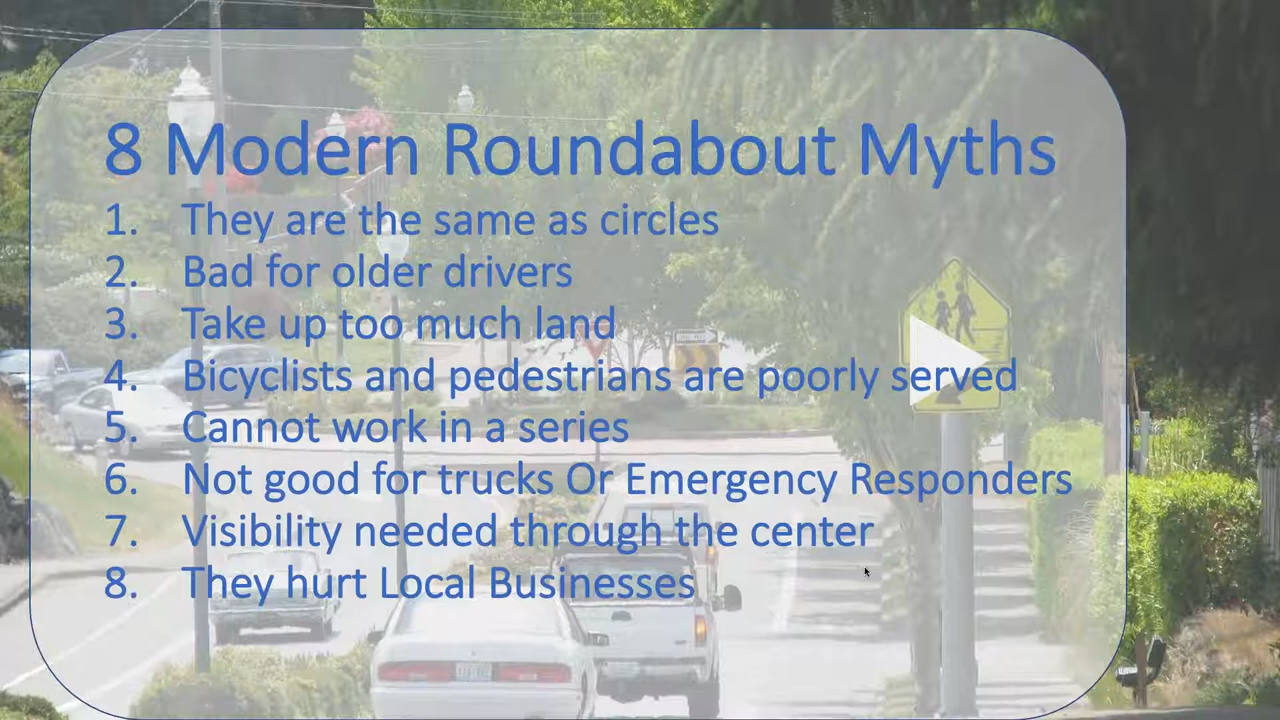 8 Modern Roundabout Myths
1. They are the same as circles
2. Bad for older drivers
3. Take up too much land
4. Bicyclists and pedestrians are poorly served
5. Cannot work in a series
6. Not good for trucks Or Emergency Responders
7. Visibility needed through the center
8. They hurt Local Businesses